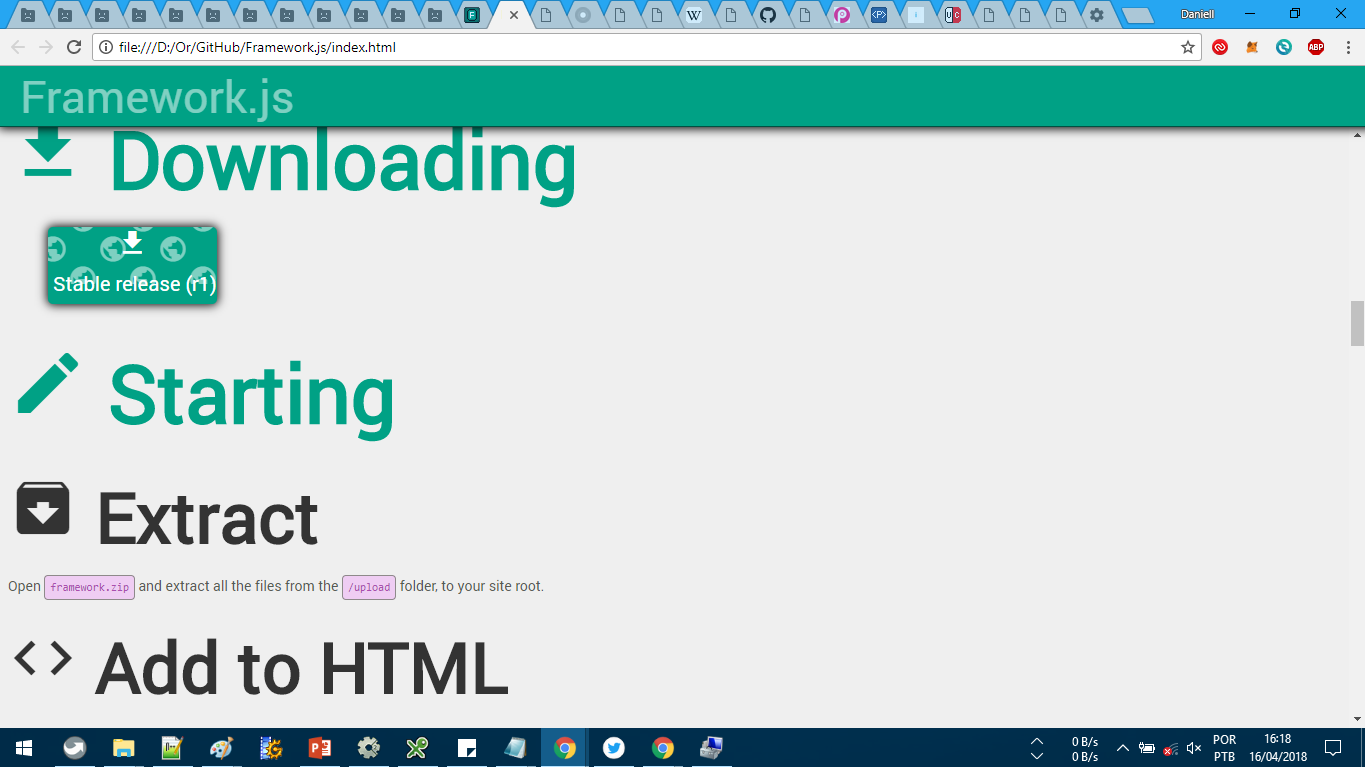 Daniell
file:///D:/Or/GitHub/Framework.js/index.html
ABP
Framework.js
Downloading
Stable release (r1)
Starting
Extract
Open framework.zip and extract all the files from the /upload folder, to your site root.
Add to HTML
0 B/s
0 B/s
POR
PTB
16:18
16/04/2018